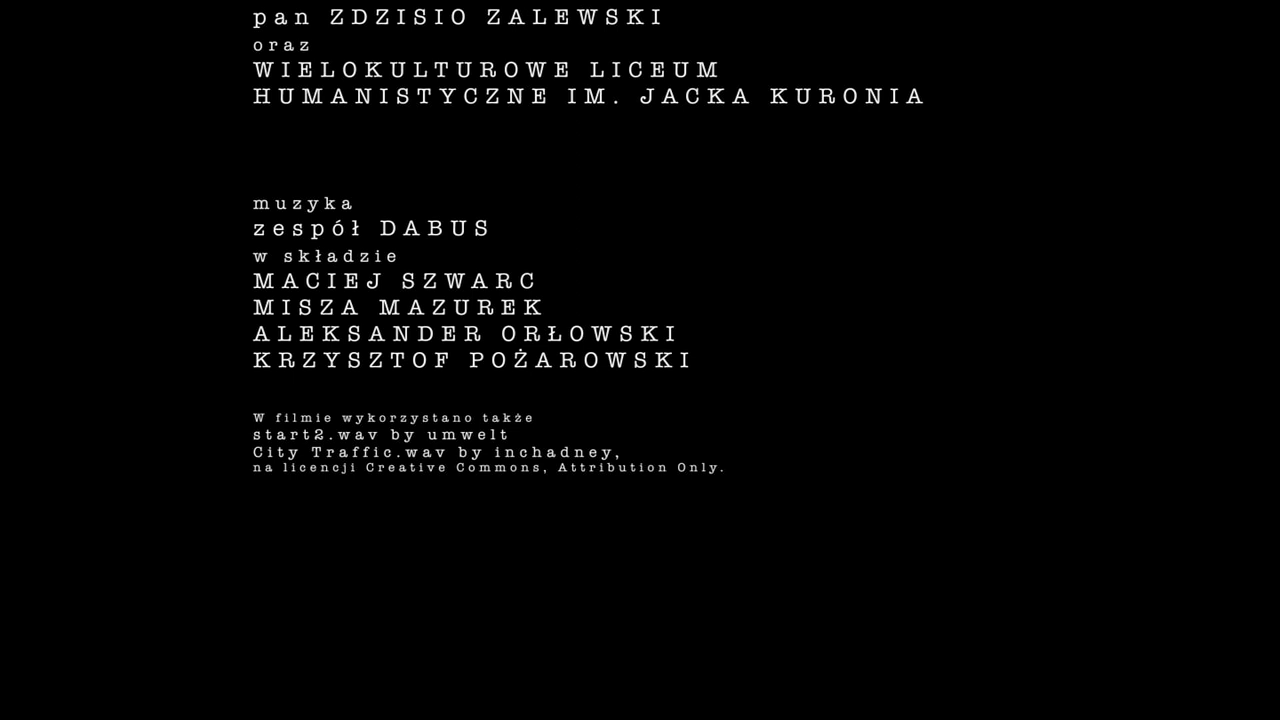 pan ZDZISIO ZALEWSKI
oraz
WIELOKULTUROWE LICEUM
HUMANISTYCZNE IM. JACKA KURONIA
muzyka
zespół DABUS
w składzie
MACIEJ SZWARC
MISZA MAZUREK
ALEKSANDER ORŁOWSKI
KRZYSZTOF POŻAROWSKI
W filmie wykorzystano także
start2.wav by umwelt
City Traffic.wav by inchadney,
na licencji Creative Commons, Attribution Only.